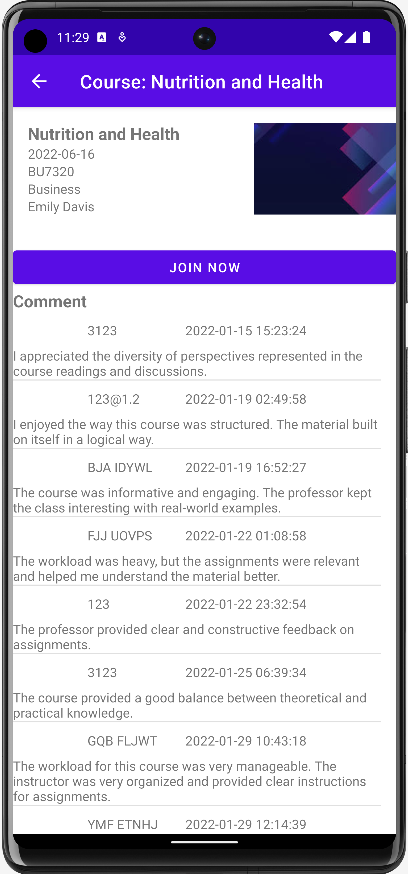 11:29
Course: Nutrition and Health
Nutrition and Health
2022-06-16
BU7320
Business
Emily Davis
JOIN NOW
Comment
3123 2022-01-15 15:23:24
I appreciated the diversity of perspectives represented in the
course readings and discussions.
123@1.2 2022-01-19 02:49:58
I enjoyed the way this course was structured. The material built
on itself in a logical way.
BJA IDYWL 2022-01-19 16:52:27
The course was informative and engaging. The professor kept
the class interesting with real-world examples.
FJJ UOVPS 2022-01-22 01:08:58
The workload was heavy, but the assignments were relevant
and helped me understand the material better.
123 2022-01-22 23:32:54
The professor provided clear and constructive feedback on
assignments.
3123 2022-01-25 06:39:34
The course provided a good balance between theoretical and
practical knowledge.
GQB FLJWT 2022-01-29 10:43:18
The workload for this course was very manageable. The
instructor was very organized and provided clear instructions
for assignments.
YMF ETNHJ 2022-01-29 12:14:39